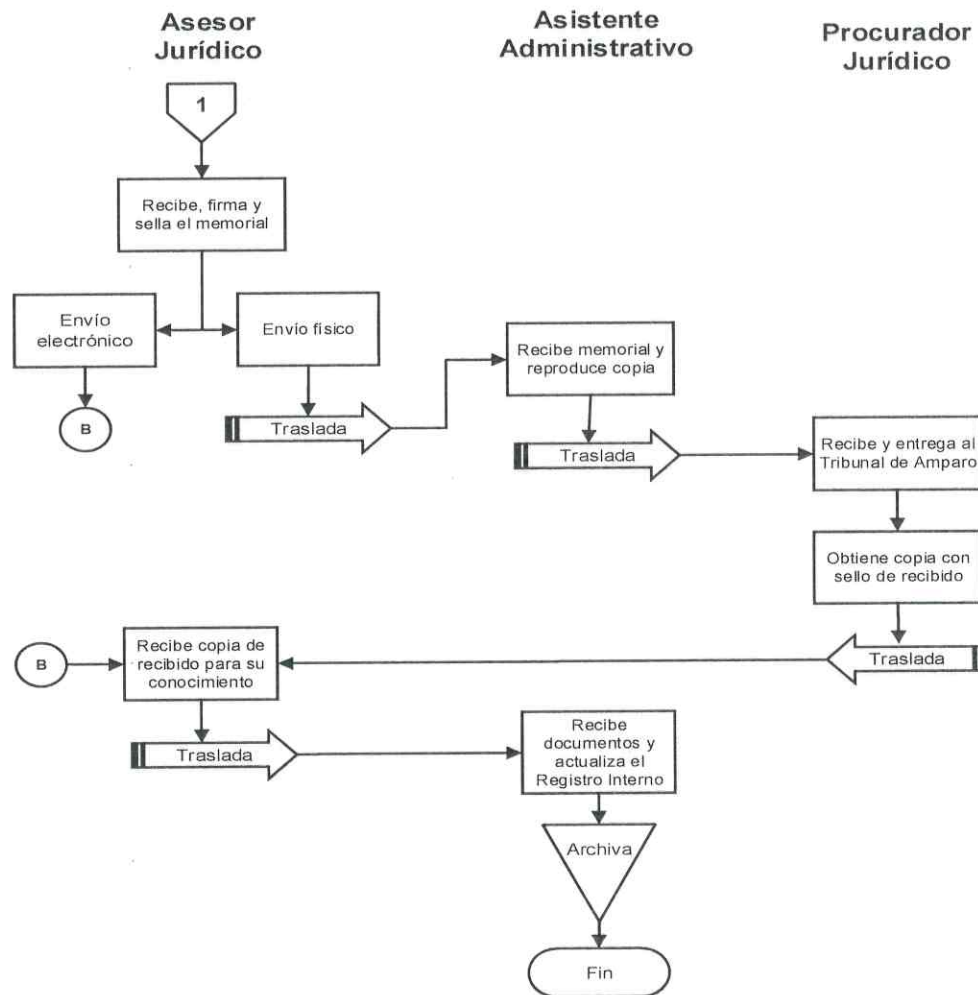 Asesor
Jurídico
Asistente
Administrativo
Procurador
Jurídico
1
Recibe, firma y
sella el memorial
Envío
electrónico
Envío físico
Recibe memorial y
reproduce copia
B
Traslada
Traslada
Recibe y entrega al
Tribunal de Amparo
Obtiene copia con
sello de recibido
B
Recibe copia de
recibido para su
conocimiento
Traslada
Traslada
Recibe
documentos y
actualiza el
Registro Interno
Archiva
Fin